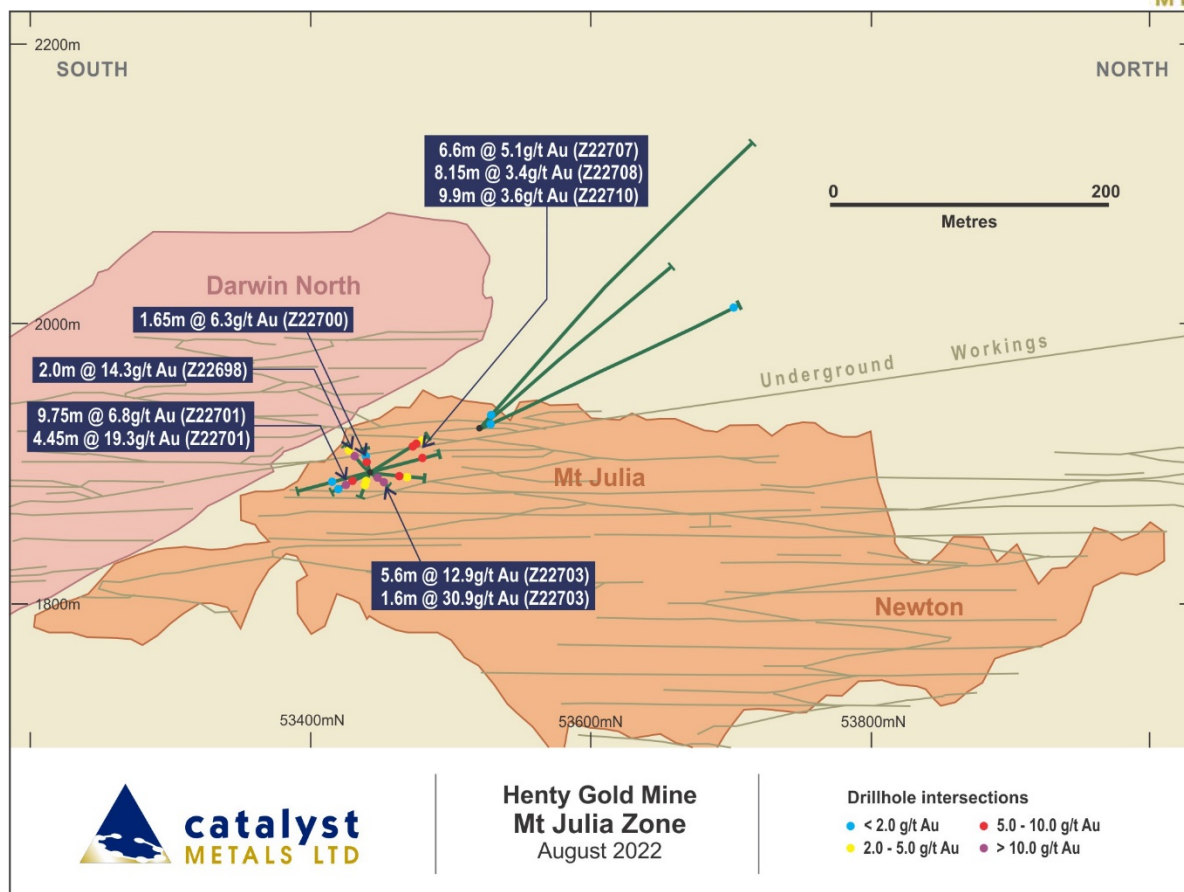 2200m
SOUTH
NORTH
6.6m @ 5.1g/t Au (Z22707)
8.15m @ 3.4g/t Au (Z22708)
9.9m @ 3.6g/t Au (Z22710)
0 200
Metres
Darwin North
1.65m @ 6.3g/t Au (Z22700)
2000m
Underground Workings
2.0m @ 14.3g/t Au (Z22698)
9.75m @ 6.8g/t Au (Z22701)
4.45m @ 19.3g/t Au (Z22701)
Mt Julia
5.6m @ 12.9g/t Au (Z22703)
1.6m @ 30.9g/t Au (Z22703)
1800m
Newton
53400mN 53600mN 53800mN
catalyst
METALS LTD
Henty Gold Mine
Mt Julia Zone
August 2022
Drillhole intersections
< 2.0 g/t Au
5.0 - 10.0 g/t Au
2.0 - 5.0 g/t Au
> 10.0 g/t Au